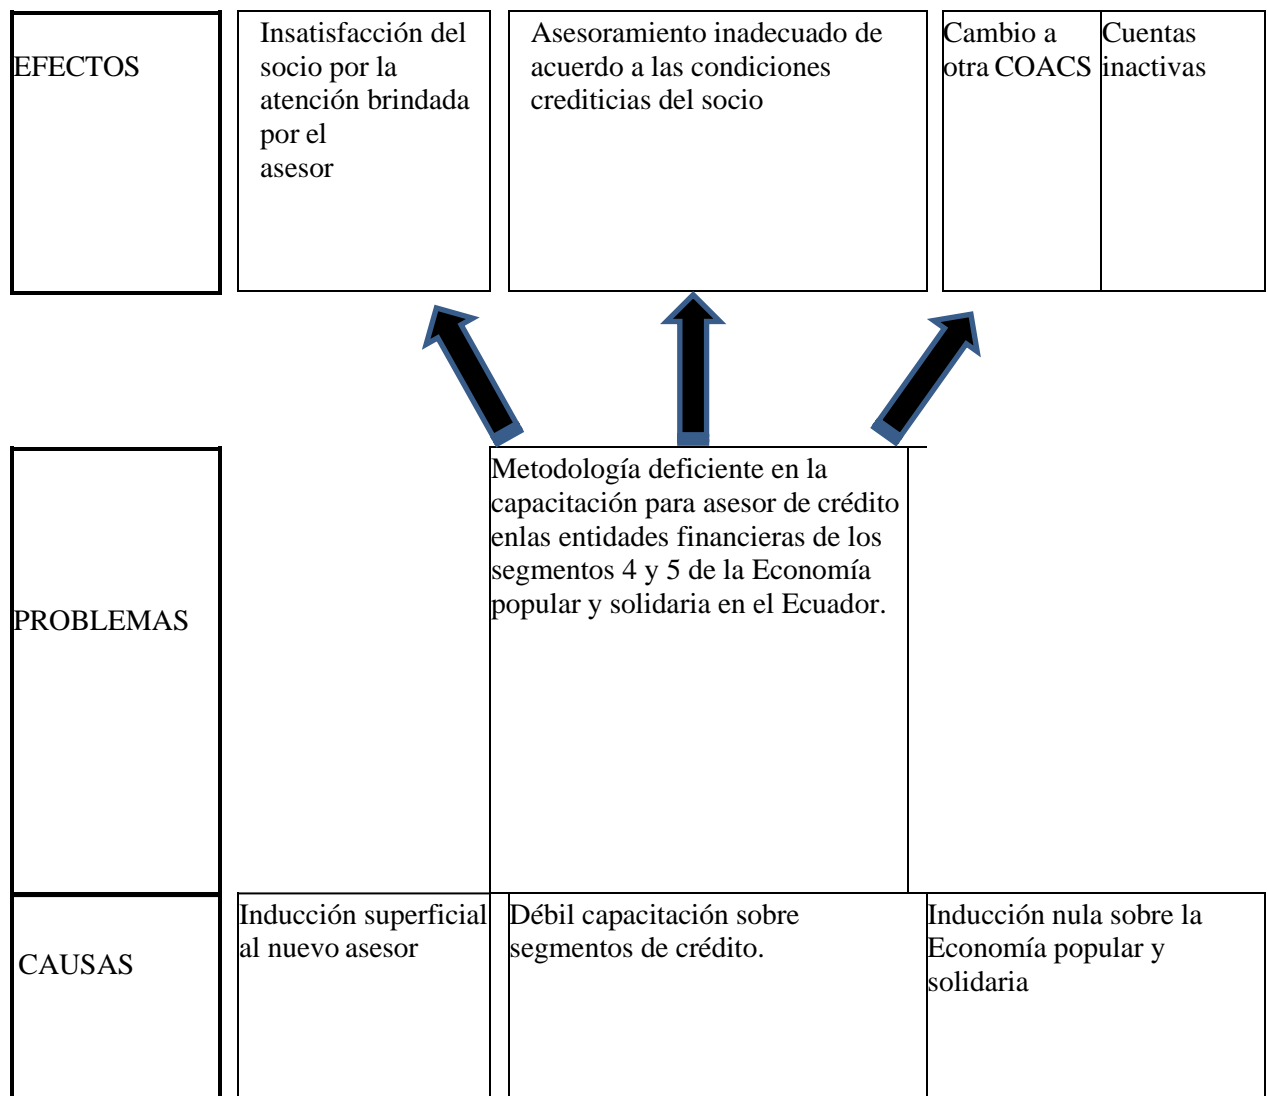 EFECTOS
Insatisfacción del
socio por la
atención brindada
por el
asesor
Asesoramiento inadecuado de
acuerdo a las condiciones
crediticias del socio
Cambio a
otra COACS
Cuentas
inactivas
PROBLEMAS
Metodología deficiente en la
capacitación para asesor de crédito
enlas entidades financieras de los
segmentos 4 y 5 de la Economía
popular y solidaria en el Ecuador.
CAUSAS
Inducción superficial
al nuevo asesor
Débil capacitación sobre
segmentos de crédito.
Inducción nula sobre la
Economía popular y
solidaria